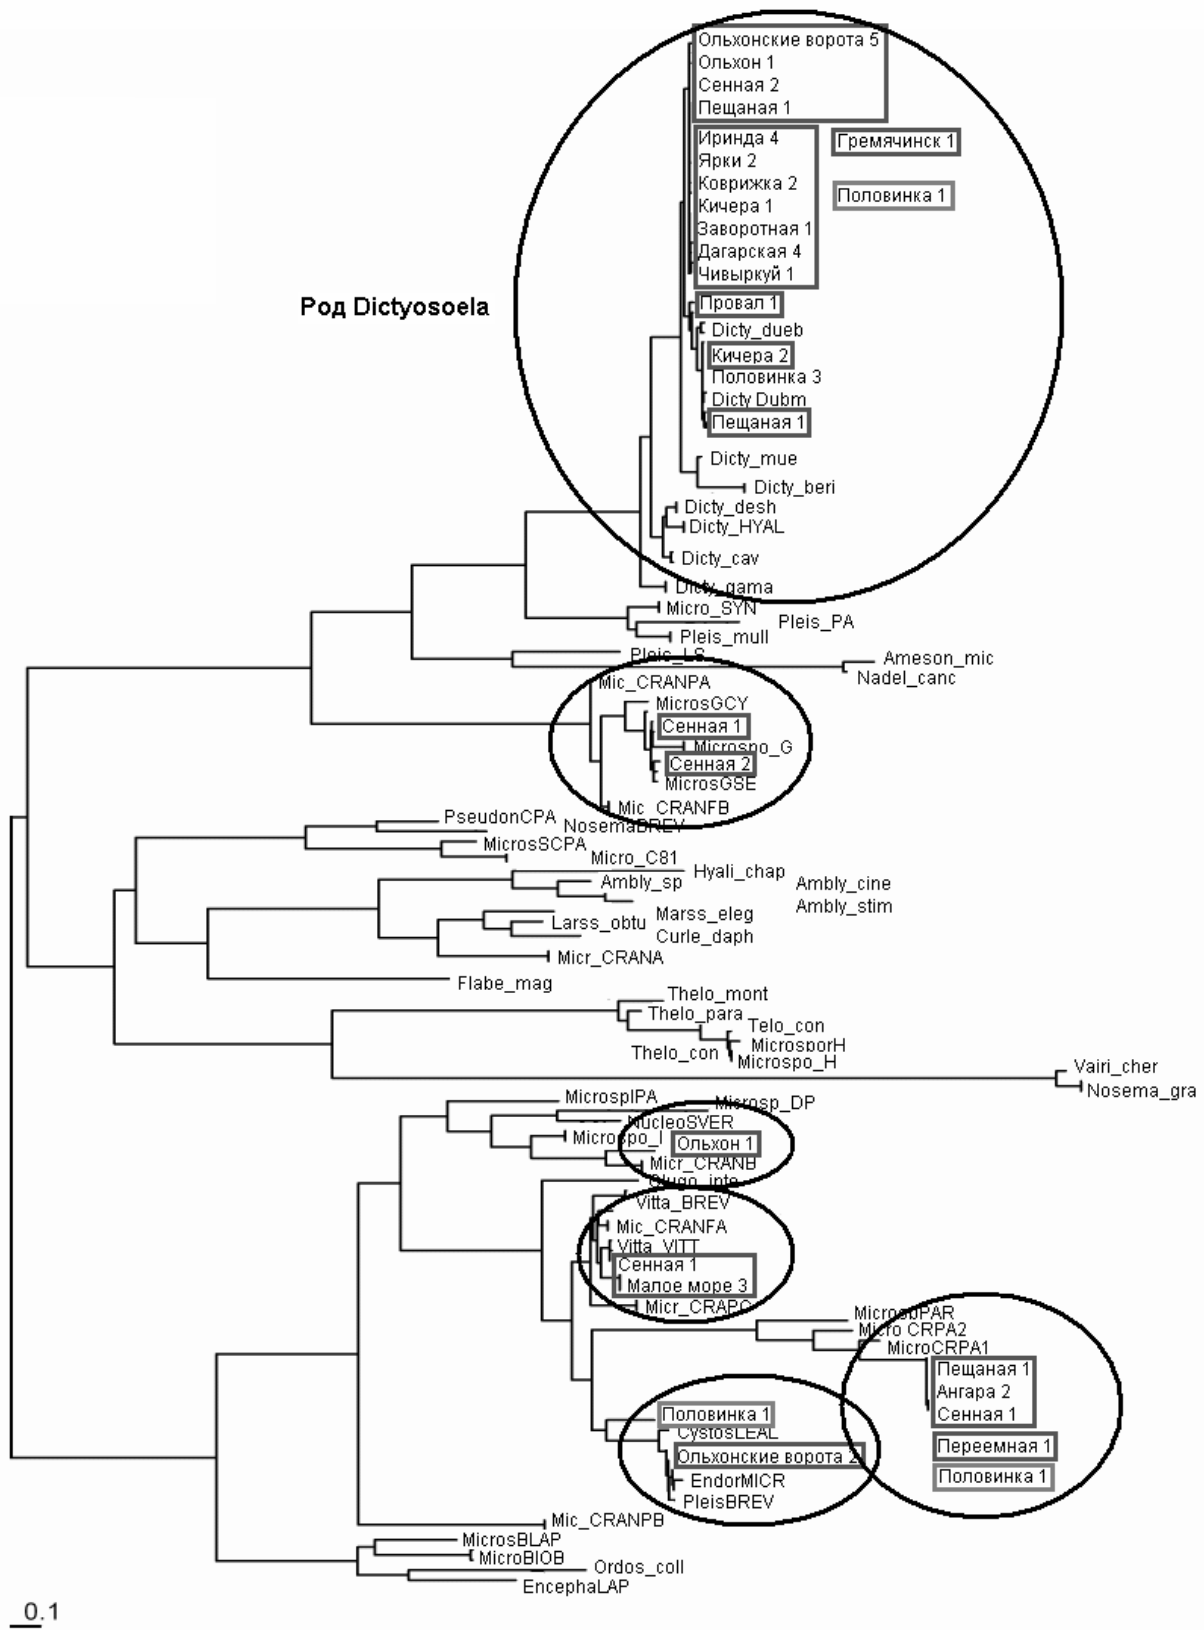 Ольхонские ворота 5
Ольхон 1
Сенная 2
Пещаная 1
Иринда 4
Гремячинск 1
Ярки 2
Коврижка 2
Половинка 1
Кичера 1
Заворотная 1
Дагарская 4
Чивыркуй 1
Род Dictyosoela
Провал 1
Dicty_dueb
Кичера 2
Половинка 3
Dicty Dubm
Пещаная 1
Dicty_mue
Dicty_beri
Dicty_desh
Dicty_HYAL
Dicty_cav
Dicty_gama
Micro_SYN
Pleis_PA
Pleis_mull
Pleis_LS
Ameson_mic
Nadel_canc
Mic_CRANPA
MicrosGCY
Сенная 1
Microspo_G
Сенная 2
MicrosGSE
Mic_CRANFB
PseudonCPA
NosemaBREV
MicrosSCPA
Micro_C81
Hyali_chap
Ambly_sp
Ambly_cine
Ambly_stim
Marss_eleg
Larss_obtu
Curle_daph
Micr_CRANA
Flabe_mag
Thelo_mont
Thelo_para
Telo_con
MicrosporH
Thelo_con
Microspo_H
Vairi_cher
Nosema_gra
MicrosplPA
Microsp_DP
NucleoSVER
Microspo_I
Ольхон 1
Micr_CRANB
Glugo_inte
Vitta_BREV
Mic_CRANFA
Vitta_VITT
Сенная 1
Малое море 3
Micr_CRAPC
MicrosbPAR
Micro CRPA2
MicroCRPA1
Пещаная 1
Ангара 2
Сенная 1
Половинка 1
CystosLEAL
Переемная 1
Ольхонские ворота 2
Половинка 1
EndorMICR
PleisBREV
Mic_CRANPB
MicrosBLAP
MicroBIOB
Ordos_coll
EncephaLAP
0.1